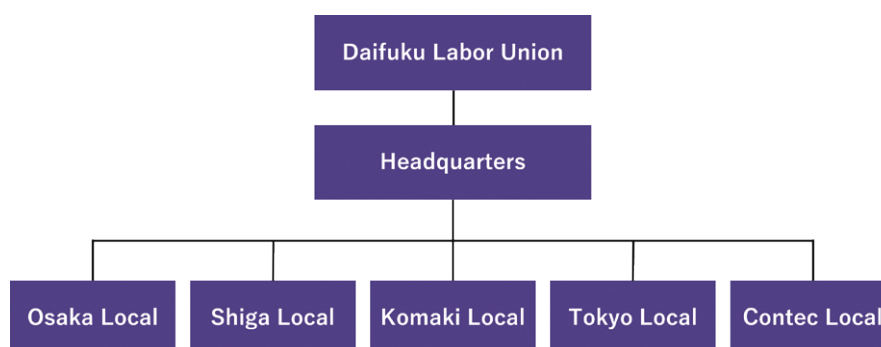 Daifuku Labor Union
Headquarters
Osaka Local
Shiga Local
Komaki Local
Tokyo Local
Contec Local